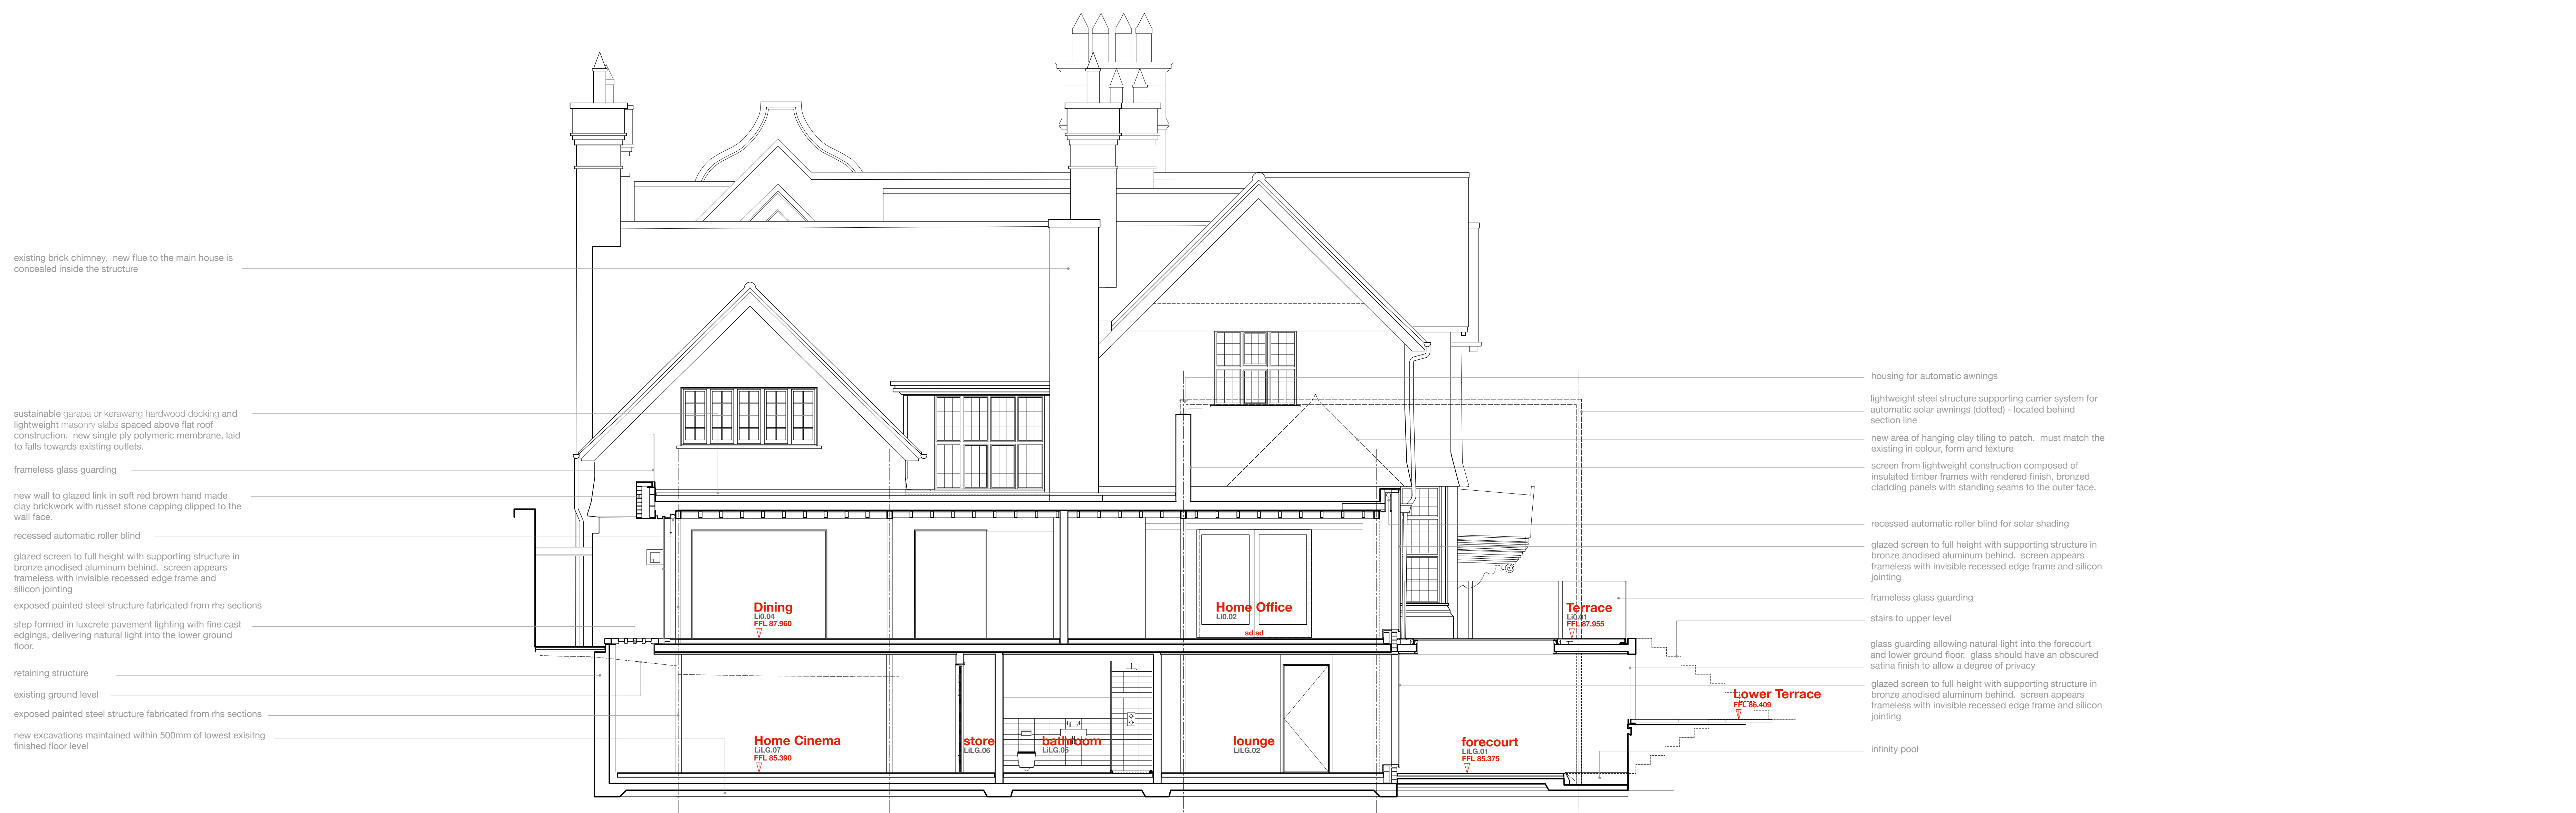 existing brick chimney.  new flue to the main house is
concealed inside the structure
sustainable garapa or kerawang hardwood decking and
lightweight masonry slabs spaced above flat roof
construction.  new single ply polymeric membrane, laid
to falls towards existing outlets.
frameless glass guarding
new wall to glazed link in soft red brown hand made
clay brickwork with russet stone capping clipped to the
wall face.
recessed automatic roller blind
glazed screen to full height with supporting structure in
bronze anodised aluminum behind.  screen appears
frameless with invisible recessed edge frame and
silicon jointing
exposed painted steel structure fabricated from rhs sections
step formed in luxcrete pavement lighting with fine cast
edgings, delivering natural light into the lower ground
floor.
retaining structure
existing ground level
exposed painted steel structure fabricated from rhs sections
new excavations maintained within 500mm of lowest exisitng
finished floor level
Dining
Li0.04
FFL 87.960
Home Office
Li0.02
sd sd
Terrace
Li0.01
FFL 87.955
Home Cinema
LiLG.07
FFL 85.390
store
LiLG.06
bathroom
LiLG.05
lounge
LiLG.02
forecourt
LiLG.01
FFL 85.375
Lower Terrace
FFL 86.409
housing for automatic awnings
lightweight steel structure supporting carrier system for
automatic solar awnings (dotted) - located behind
section line
new area of hanging clay tiling to patch.  must match the
existing in colour, form and texture
screen from lightweight construction composed of
insulated timber frames with rendered finish, bronzed
cladding panels with standing seams to the outer face.
recessed automatic roller blind for solar shading
glazed screen to full height with supporting structure in
bronze anodised aluminum behind.  screen appears
frameless with invisible recessed edge frame and silicon
jointing
frameless glass guarding
stairs to upper level
glass guarding allowing natural light into the forecourt
and lower ground floor.  glass should have an obscured
satina finish to allow a degree of privacy
glazed screen to full height with supporting structure in
bronze anodised aluminum behind.  screen appears
frameless with invisible recessed edge frame and silicon
jointing
infinity pool